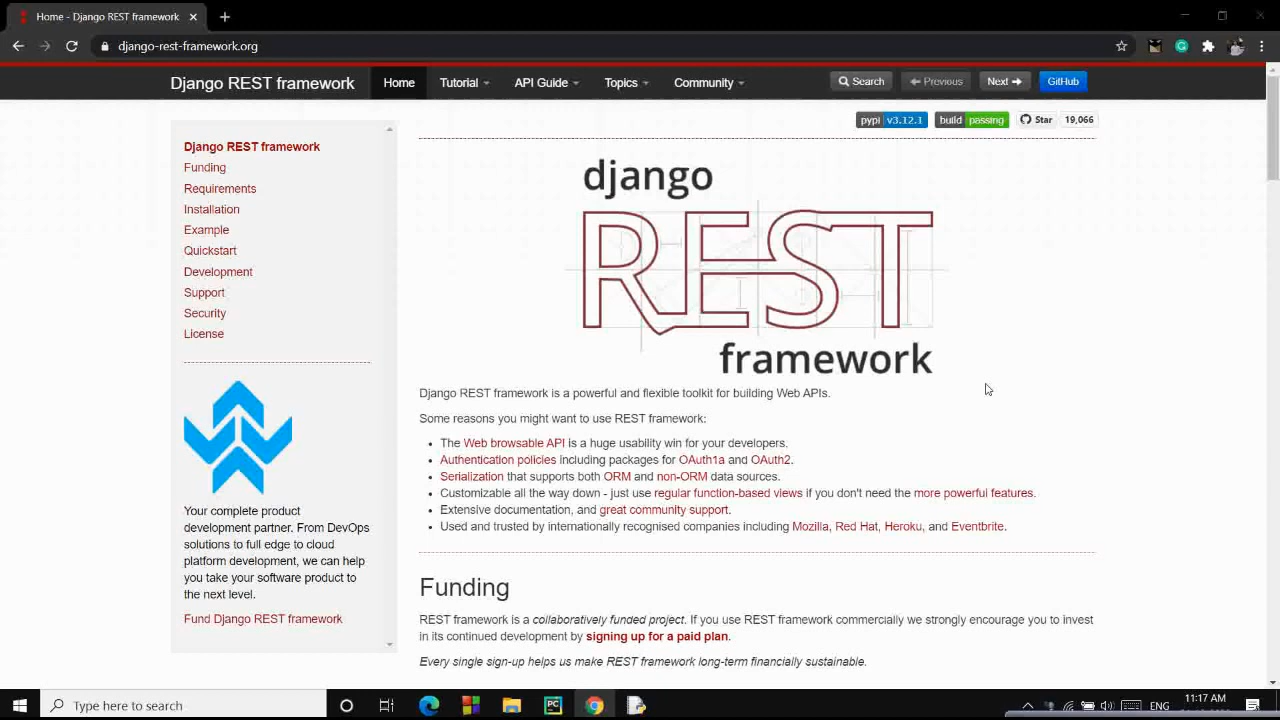 Home - Django REST framework
django-rest-framework.org
Django REST framework Home Tutorial API Guide Topics Community Search Previous Next GitHub
pypi v3.12.1 build passing Star 19,066
Django REST framework
Funding
Requirements
Installation
Example
Quickstart
Development
Support
Security
License
Your complete product
development partner. From DevOps
solutions to full edge to cloud
platform development, we can help
you take your software product to
the next level.
Fund Django REST framework
django
REST
framework
Django REST framework is a powerful and flexible toolkit for building Web APIs.
Some reasons you might want to use REST framework:
• The Web browsable API is a huge usability win for your developers.
• Authentication policies including packages for OAuth1a and OAuth2.
• Serialization that supports both ORM and non-ORM data sources.
• Customizable all the way down - just use regular function-based views if you don't need the more powerful features.
• Extensive documentation, and great community support.
• Used and trusted by internationally recognised companies including Mozilla, Red Hat, Heroku, and Eventbrite.
Funding
REST framework is a collaboratively funded project. If you use REST framework commercially we strongly encourage you to invest
in its continued development by signing up for a paid plan.
Every single sign-up helps us make REST framework long-term financially sustainable.
Type here to search
PC
ENG
11:17 AM